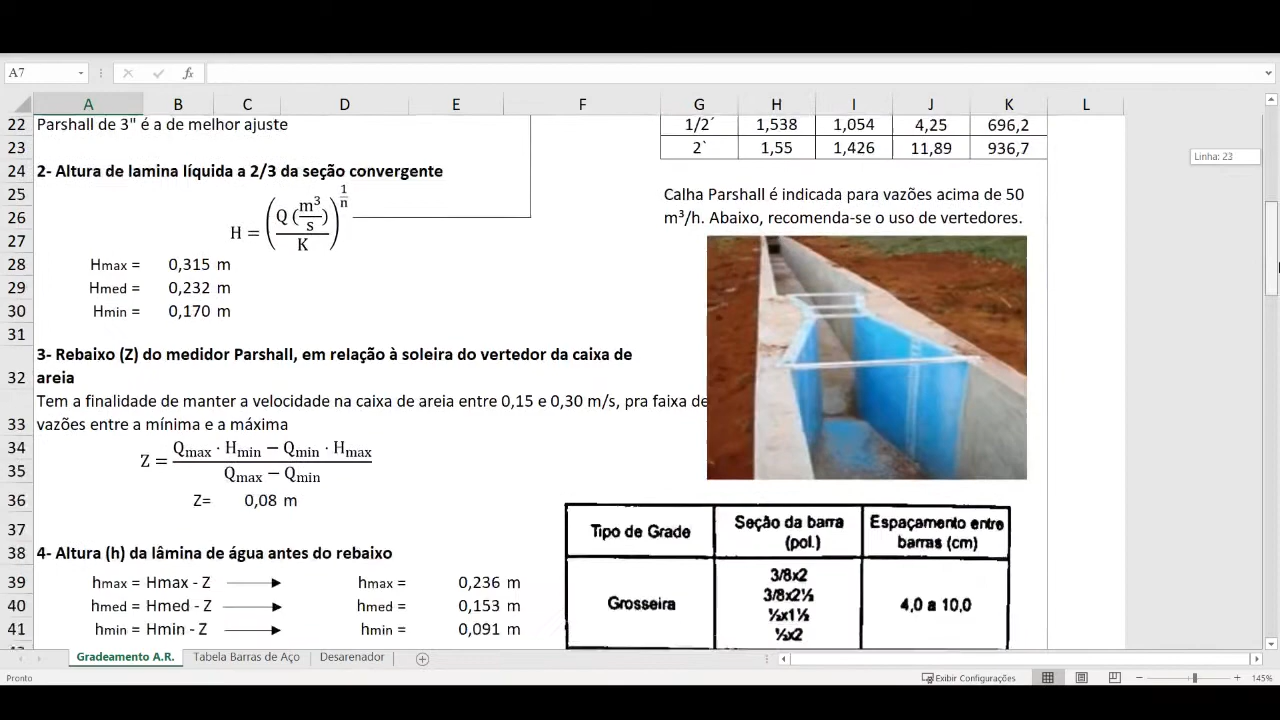 A7
fx
A B C D E F G H I J K L
22 Parshall de 3" é a de melhor ajuste
1/2´ 1,538 1,054 4,25 696,2
23 2` 1,55 1,426 11,89 936,7
Linha: 23
24 2- Altura de lamina líquida a 2/3 da seção convergente
25
26
27
H = (Q (m³/s) / K)^(1/n)
28 Hmax = 0,315 m
29 Hmed = 0,232 m
30 Hmin = 0,170 m
31
Calha Parshall é indicada para vazões acima de 50
m³/h. Abaixo, recomenda-se o uso de vertedores.
3- Rebaixo (Z) do medidor Parshall, em relação à soleira do vertedor da caixa de
32 areia
Tem a finalidade de manter a velocidade na caixa de areia entre 0,15 e 0,30 m/s, pra faixa de
33 vazões entre a mínima e a máxima
34
35
Z = (Qmax · Hmin − Qmin · Hmax) / (Qmax − Qmin)
36 Z= 0,08 m
37
38 4- Altura (h) da lâmina de água antes do rebaixo
39 hmax = Hmax - Z hmax = 0,236 m
40 hmed = Hmed - Z hmed = 0,153 m
41 hmin = Hmin - Z hmin = 0,091 m
Tipo de Grade
Seção da barra
(pol.)
Espaçamento entre
barras (cm)
Grosseira
3/8x2
3/8x2½
½x1½
½x2
4,0 a 10,0
Gradeamento A.R. Tabela Barras de Aço Desarenador
Pronto
Exibir Configurações
145%